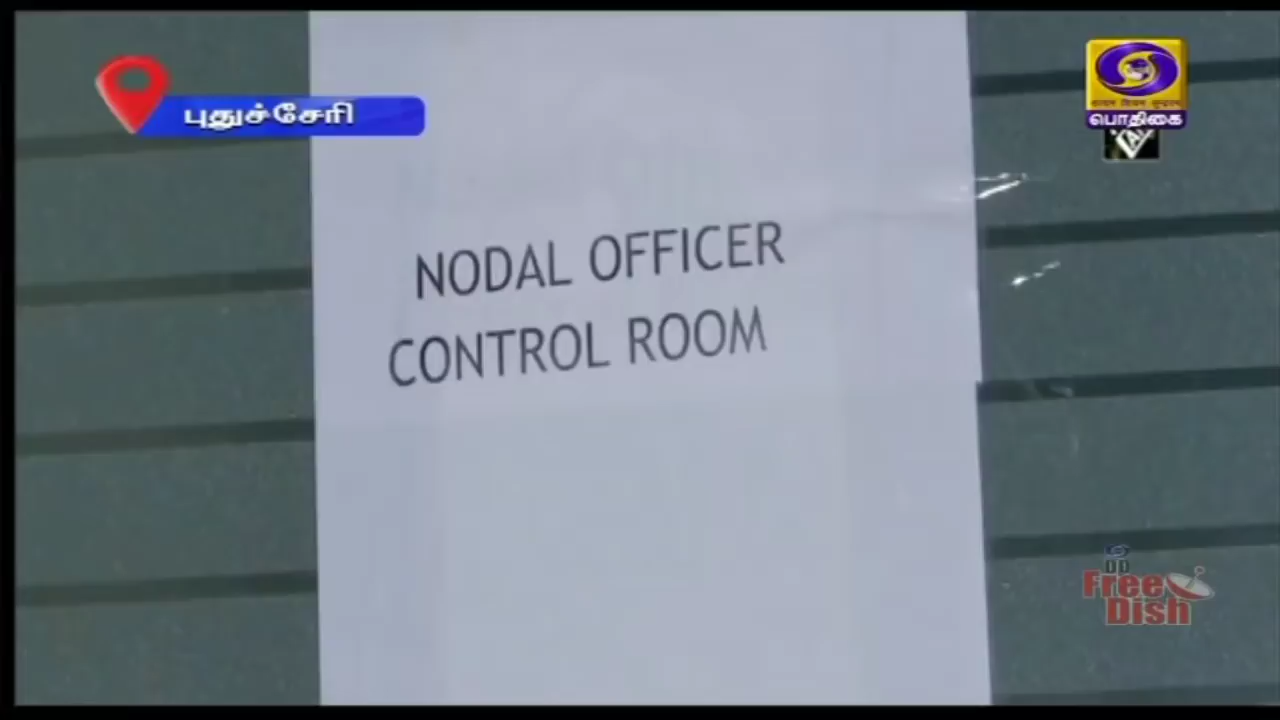 புதுச்சேரி
பொதிகை
NODAL OFFICER
CONTROL ROOM
DD
Free
Dish